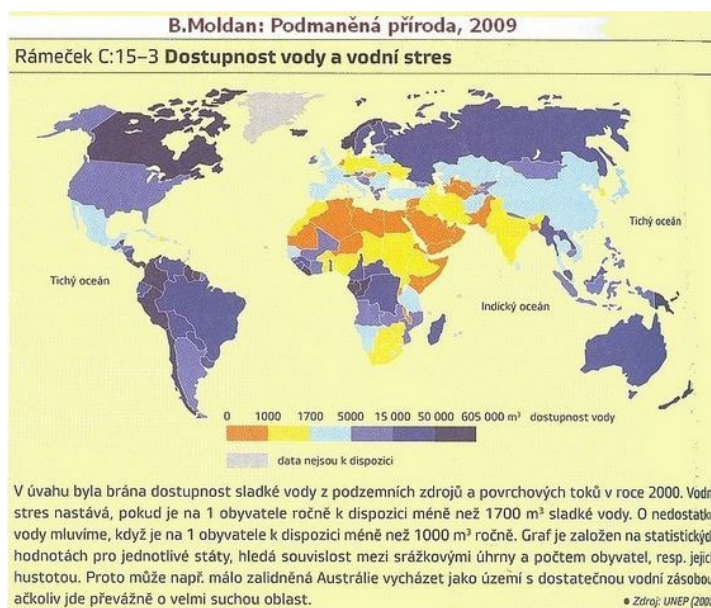 B.Moldan: Podmaněná příroda, 2009
Rámeček C:15–3 Dostupnost vody a vodní stres
Tichý oceán
Tichý oceán
Indický oceán
0 1000 1700 5000 15 000 50 000 605 000 m³ dostupnost vody
data nejsou k dispozici
V úvahu byla brána dostupnost sladké vody z podzemních zdrojů a povrchových toků v roce 2000. Vodn
stres nastává, pokud je na 1 obyvatele ročně k dispozici méně než 1700 m³ sladké vody. O nedostatk
vody mluvíme, když je na 1 obyvatele k dispozici méně než 1000 m³ ročně. Graf je založen na statistickýc
hodnotách pro jednotlivé státy, hledá souvislost mezi srážkovými úhrny a počtem obyvatel, resp. jejic
hustotou. Proto může např. málo zalidněná Austrálie vycházet jako území s dostatečnou vodní zásobou
ačkoliv jde převážně o velmi suchou oblast.
• Zdroj: UNEP (200